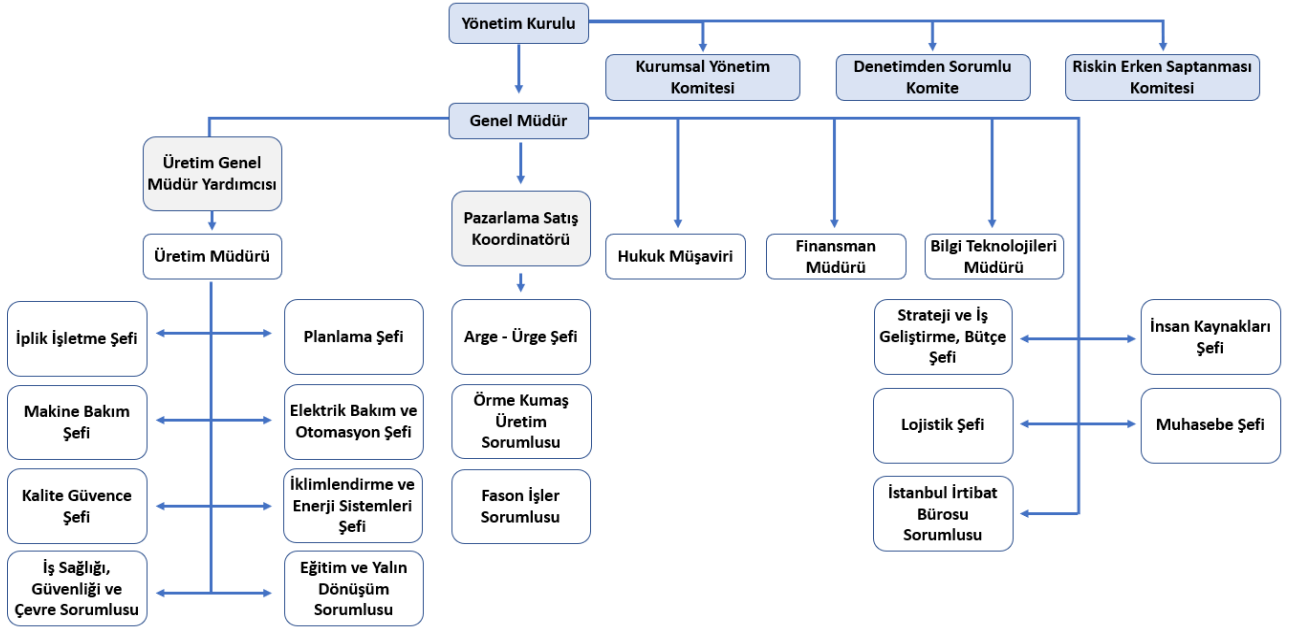 Yönetim Kurulu
Kurumsal Yönetim
Komitesi
Denetimden Sorumlu
Komite
Riskin Erken Saptanması
Komitesi
Genel Müdür
Üretim Genel
Müdür Yardımcısı
Pazarlama Satış
Koordinatörü
Üretim Müdürü
Hukuk Müşaviri
Finansman
Müdürü
Bilgi Teknolojileri
Müdürü
İplik İşletme Şefi
Planlama Şefi
Arge - Ürge Şefi
Strateji ve İş
Geliştirme, Bütçe
Şefi
İnsan Kaynakları
Şefi
Makine Bakım
Şefi
Elektrik Bakım ve
Otomasyon Şefi
Örme Kumaş
Üretim
Sorumlusu
Lojistik Şefi
Muhasebe Şefi
Kalite Güvence
Şefi
İklimlendirme ve
Enerji Sistemleri
Şefi
Fason İşler
Sorumlusu
İstanbul İrtibat
Bürosu
Sorumlusu
İş Sağlığı,
Güvenliği ve
Çevre Sorumlusu
Eğitim ve Yalın
Dönüşüm
Sorumlusu